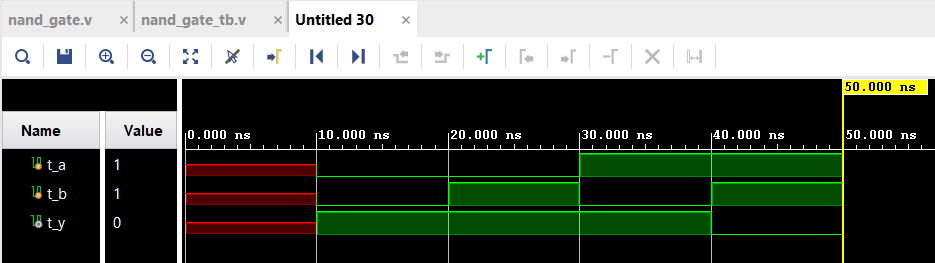 nand_gate.v × nand_gate_tb.v × Untitled 30 ×
50.000 ns
Name Value 0.000 ns 10.000 ns 20.000 ns 30.000 ns 40.000 ns 50.000 ns
t_a 1
t_b 1
t_y 0